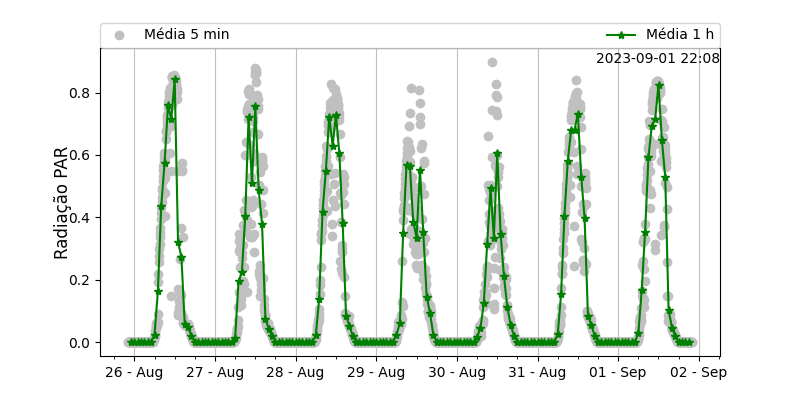 Média 5 min
Média 1 h
2023-09-01 22:08
Radiação PAR
0.8
0.6
0.4
0.2
0.0
26 - Aug
27 - Aug
28 - Aug
29 - Aug
30 - Aug
31 - Aug
01 - Sep
02 - Sep